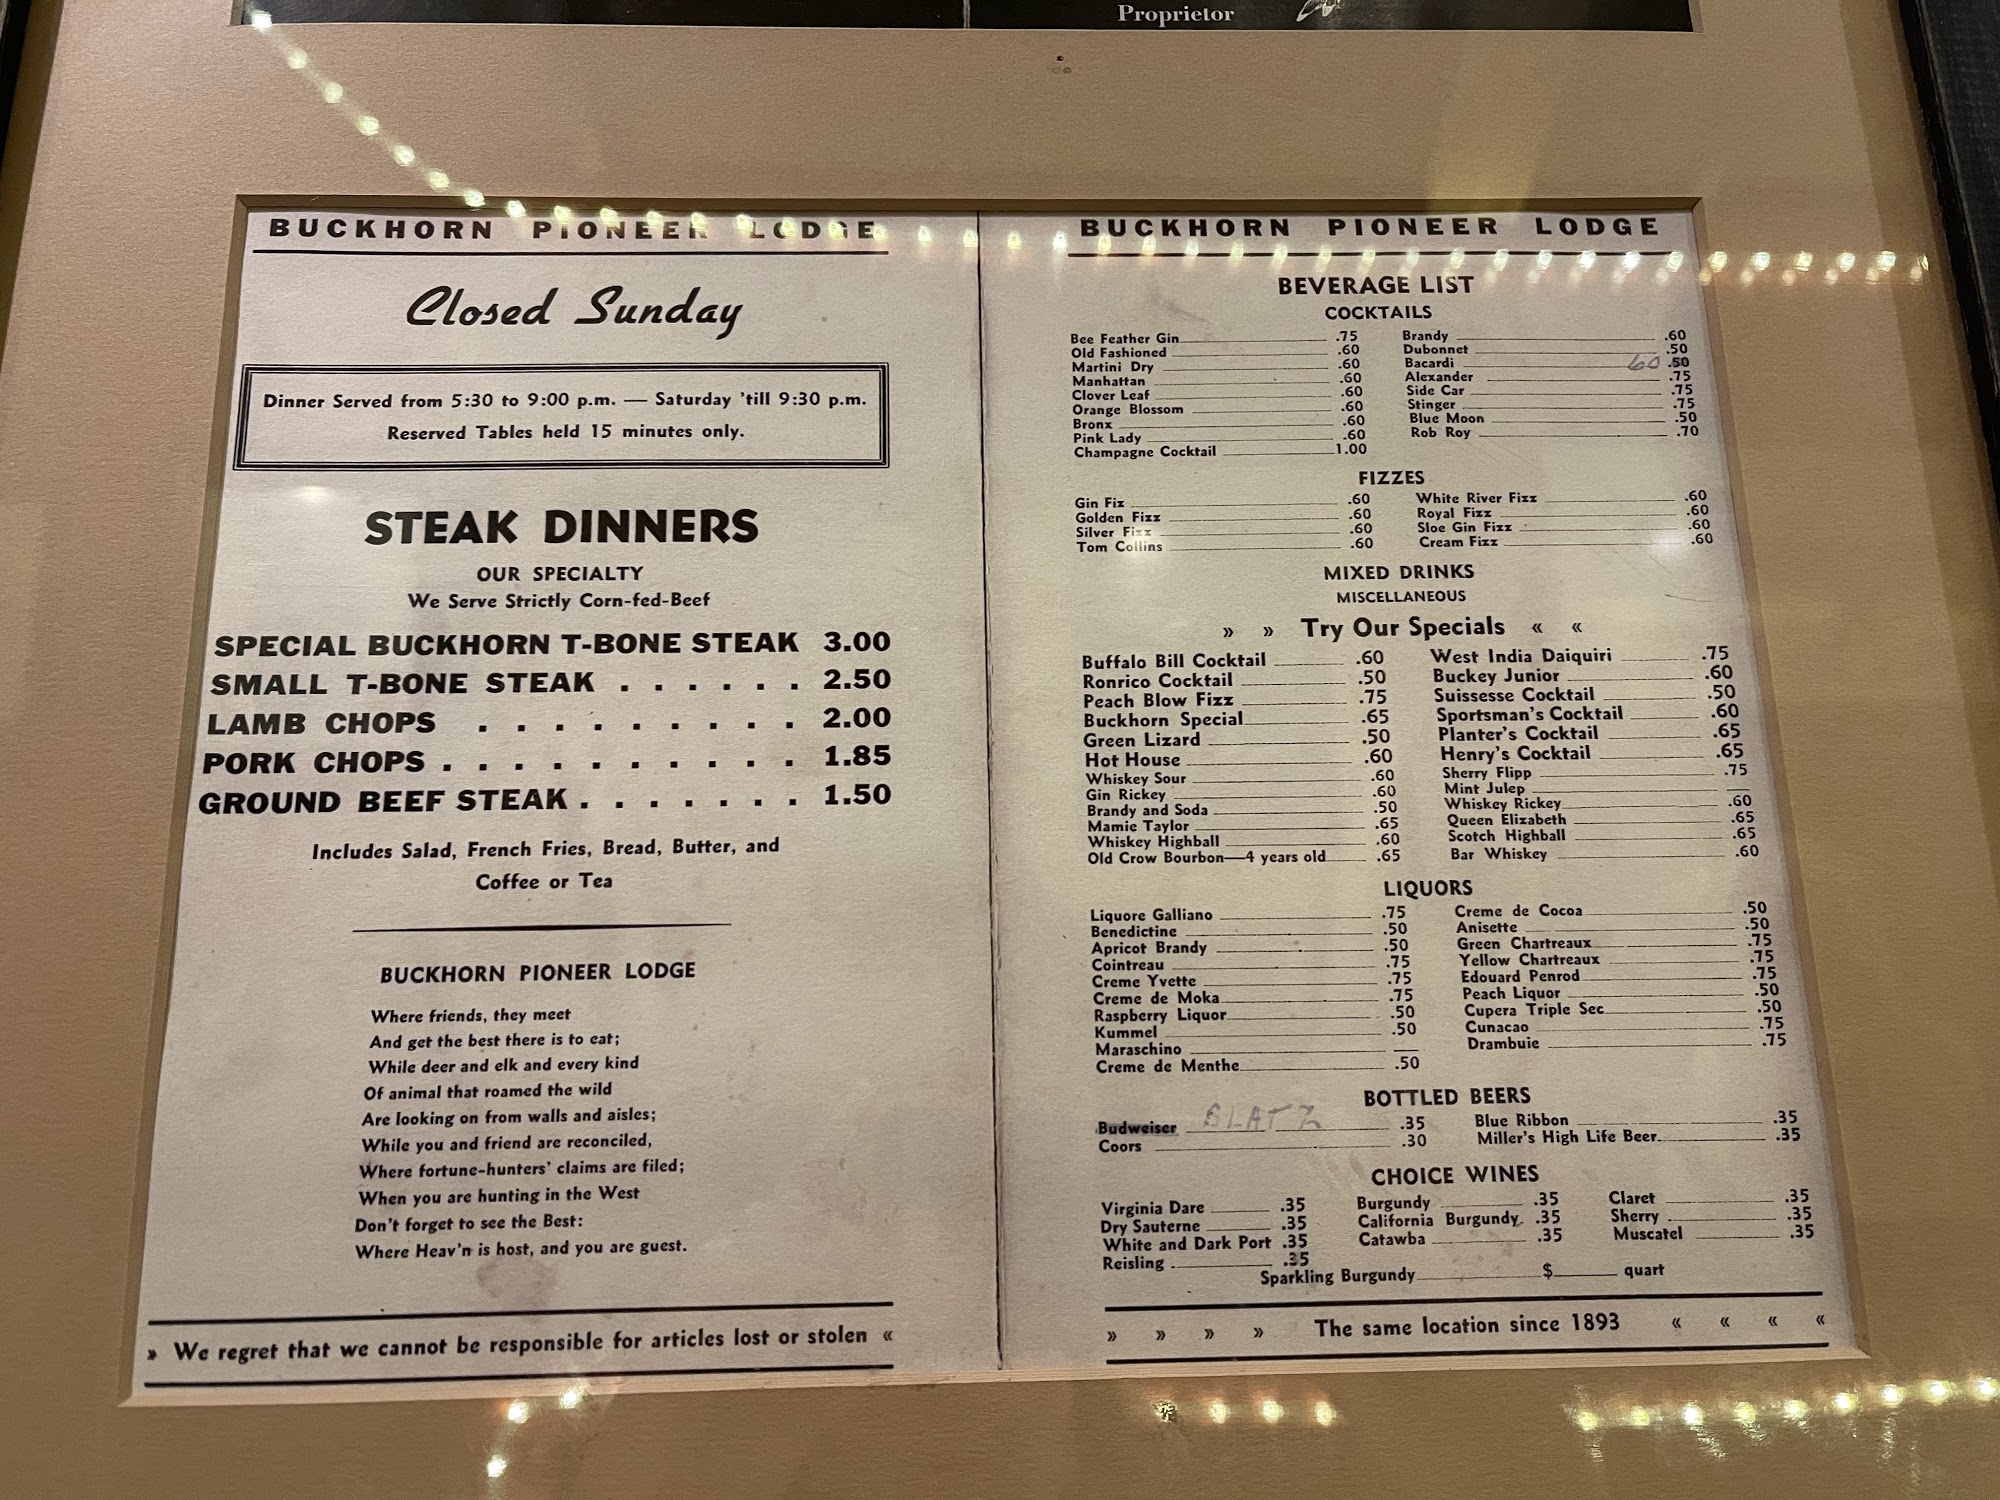 Proprietor
BUCKHORN PIONEER LODGE
Closed Sunday
Dinner Served from 5:30 to 9:00 p.m. — Saturday 'till 9:30 p.m.
Reserved Tables held 15 minutes only.
STEAK DINNERS
OUR SPECIALTY
We Serve Strictly Corn-fed-Beef
SPECIAL BUCKHORN T-BONE STEAK 3.00
SMALL T-BONE STEAK . . . . . . 2.50
LAMB CHOPS . . . . . . . . . 2.00
PORK CHOPS . . . . . . . . . . 1.85
GROUND BEEF STEAK . . . . . . . 1.50
Includes Salad, French Fries, Bread, Butter, and
Coffee or Tea
BUCKHORN PIONEER LODGE
Where friends, they meet
And get the best there is to eat;
While deer and elk and every kind
Of animal that roamed the wild
Are looking on from walls and aisles;
While you and friend are reconciled,
Where fortune-hunters' claims are filed;
When you are hunting in the West
Don't forget to see the Best:
Where Heav'n is host, and you are guest.
» We regret that we cannot be responsible for articles lost or stolen «
BUCKHORN PIONEER LODGE
BEVERAGE LIST
COCKTAILS
Bee Feather Gin .75
Old Fashioned .60
Martini Dry .60
Manhattan .60
Clover Leaf .60
Orange Blossom .60
Bronx .60
Pink Lady .60
Champagne Cocktail 1.00
Brandy .60
Dubonnet .50
Bacardi 60 .50
Alexander .75
Side Car .75
Stinger .75
Blue Moon .50
Rob Roy .70
FIZZES
Gin Fiz .60
Golden Fizz .60
Silver Fizz .60
Tom Collins .60
White River Fizz .60
Royal Fizz .60
Sloe Gin Fizz .60
Cream Fizz .60
MIXED DRINKS
MISCELLANEOUS
» » Try Our Specials « «
Buffalo Bill Cocktail .60
Ronrico Cocktail .50
Peach Blow Fizz .75
Buckhorn Special .65
Green Lizard .50
Hot House .60
Whiskey Sour .60
Gin Rickey .60
Brandy and Soda .50
Mamie Taylor .65
Whiskey Highball .60
Old Crow Bourbon—4 years old .65
West India Daiquiri .75
Buckey Junior .60
Suissesse Cocktail .50
Sportsman's Cocktail .60
Planter's Cocktail .65
Henry's Cocktail .65
Sherry Flipp .75
Mint Julep —
Whiskey Rickey .60
Queen Elizabeth .65
Scotch Highball .65
Bar Whiskey .60
LIQUORS
Liquore Galliano .75
Benedictine .50
Apricot Brandy .50
Cointreau .75
Creme Yvette .75
Creme de Moka .75
Raspberry Liquor .50
Kummel .50
Maraschino —
Creme de Menthe .50
Creme de Cocoa .50
Anisette .50
Green Chartreaux .75
Yellow Chartreaux .75
Edouard Penrod .75
Peach Liquor .50
Cupera Triple Sec .50
Cunacao .75
Drambuie .75
BOTTLED BEERS
Budweiser BLATZ .35
Coors .30
Blue Ribbon .35
Miller's High Life Beer .35
CHOICE WINES
Virginia Dare .35
Dry Sauterne .35
White and Dark Port .35
Reisling .35
Burgundy .35
California Burgundy .35
Catawba .35
Claret .35
Sherry .35
Muscatel .35
Sparkling Burgundy $ quart
» » » » The same location since 1893 « « « «